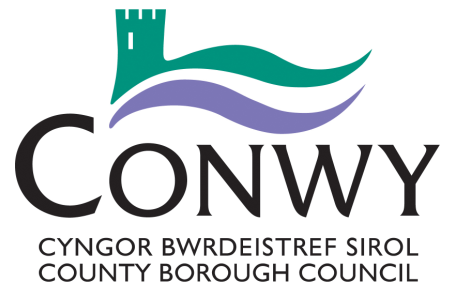 CONWY
CYNGOR BWRDEISTREF SIROL
COUNTY BOROUGH COUNCIL